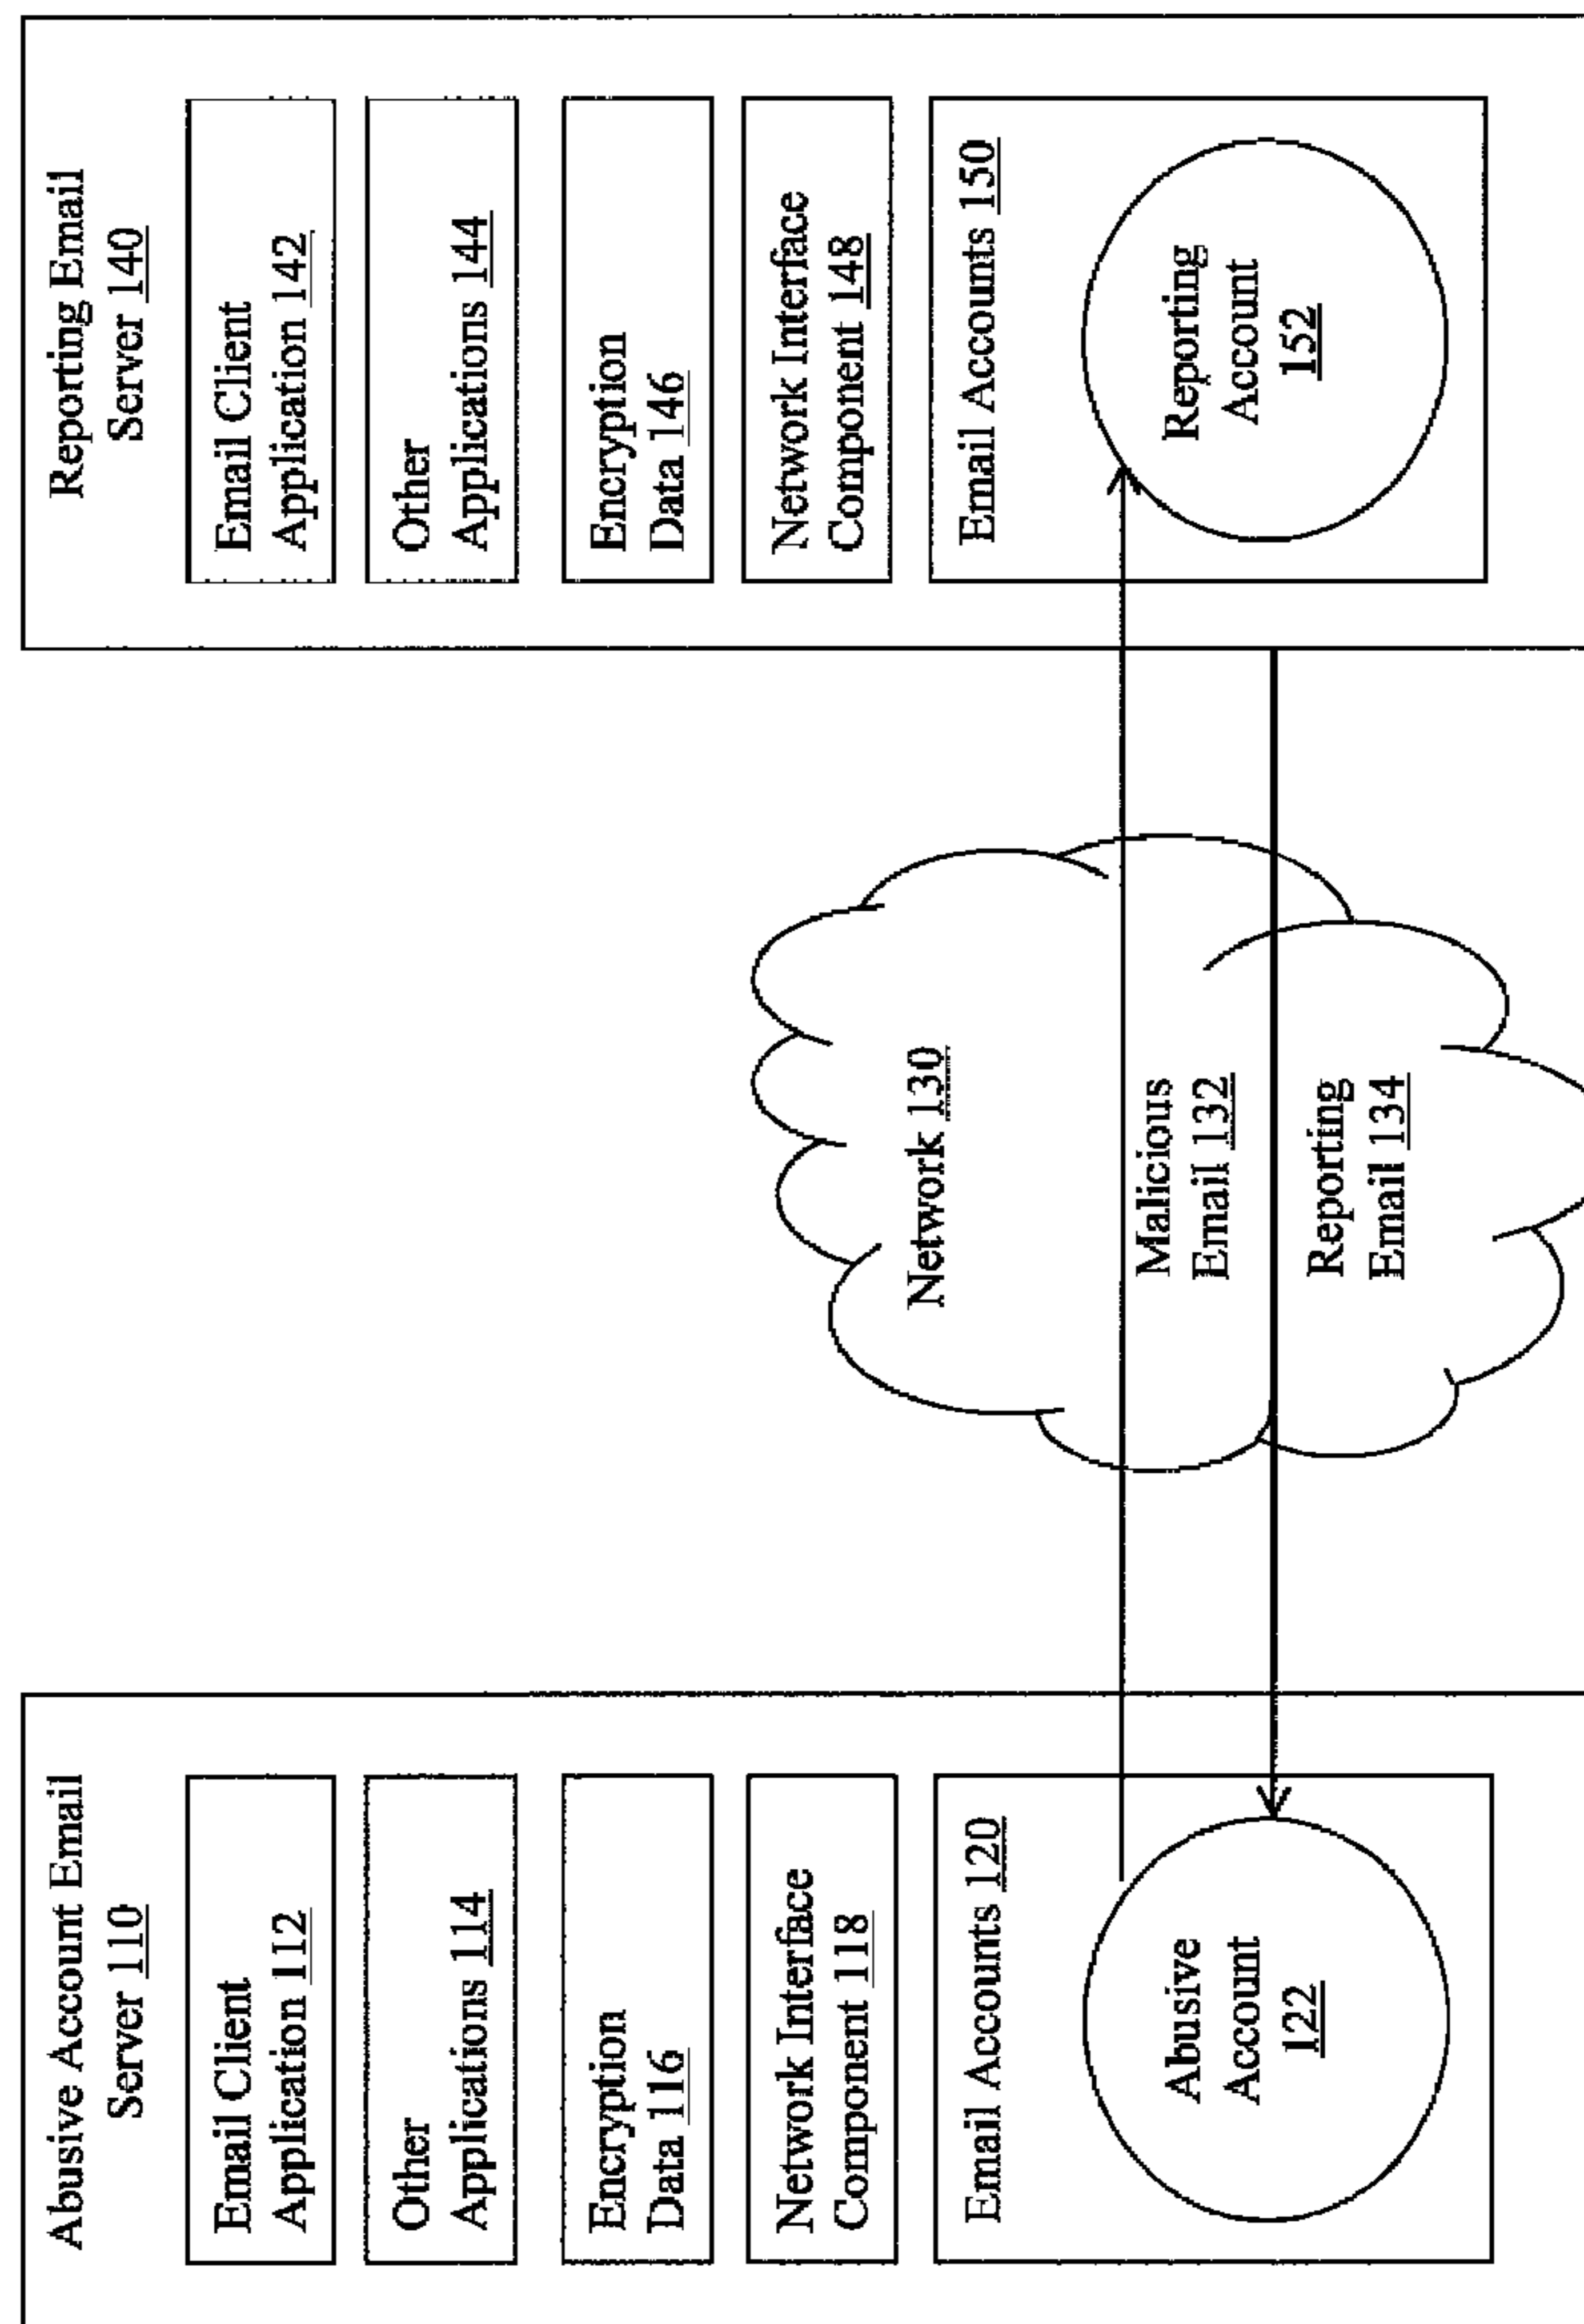 Abusive Account Email
Server 110
Email Client
Application 112
Other
Applications 114
Encryption
Data 116
Network Interface
Component 118
Email Accounts 120
Abusive
Account
122
Network 130
Malicious
Email 132
Reporting
Email 134
Reporting Email
Server 140
Email Client
Application 142
Other
Applications 144
Encryption
Data 146
Network Interface
Component 148
Email Accounts 150
Reporting
Account
152